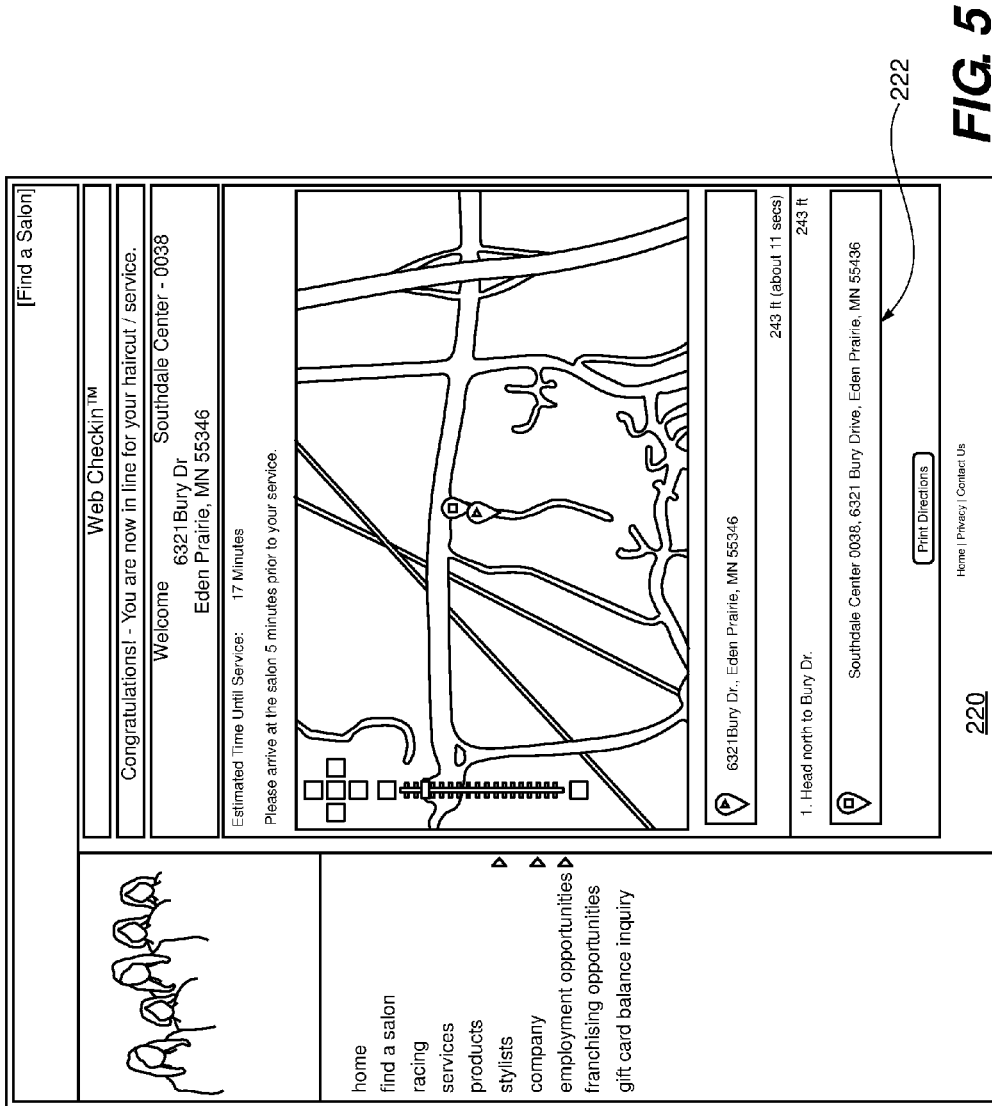 [Find a Salon]
Web Checkin™
Congratulations! - You are now in line for your haircut / service.
Welcome Southdale Center - 0038
6321Bury Dr
Eden Prairie, MN 55346
Estimated Time Until Service: 17 Minutes
Please arrive at the salon 5 minutes prior to your service.
home
find a salon
racing
services
products
stylists
company
employment opportunities
franchising opportunities
gift card balance inquiry
6321Bury Dr., Eden Prairie, MN 55346
243 ft (about 11 secs)
1. Head north to Bury Dr. 243 ft
Southdale Center 0038, 6321 Bury Drive, Eden Prairie, MN 55436
Print Directions
Home | Privacy | Contact Us
220
222
FIG. 5